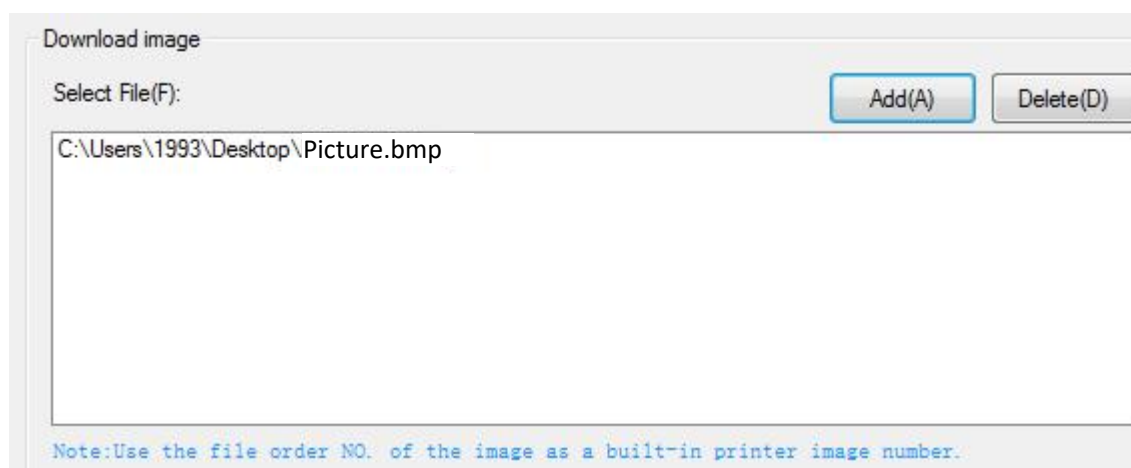 Download image
Select File(F):
Add(A)
Delete(D)
C:\Users\1993\Desktop\Picture.bmp
Note:Use the file order NO. of the image as a built-in printer image number.